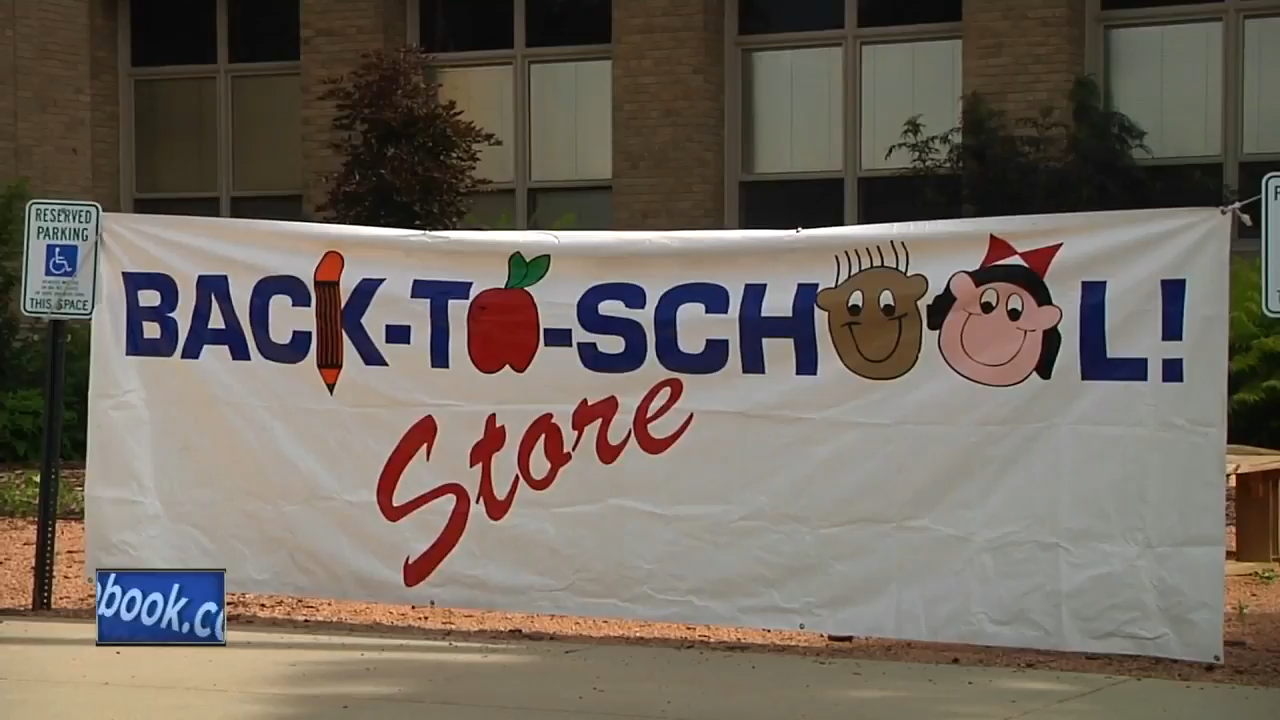 RESERVED
PARKING
THIS SPACE
BACK-TO-SCHOOL!
Store
book.c